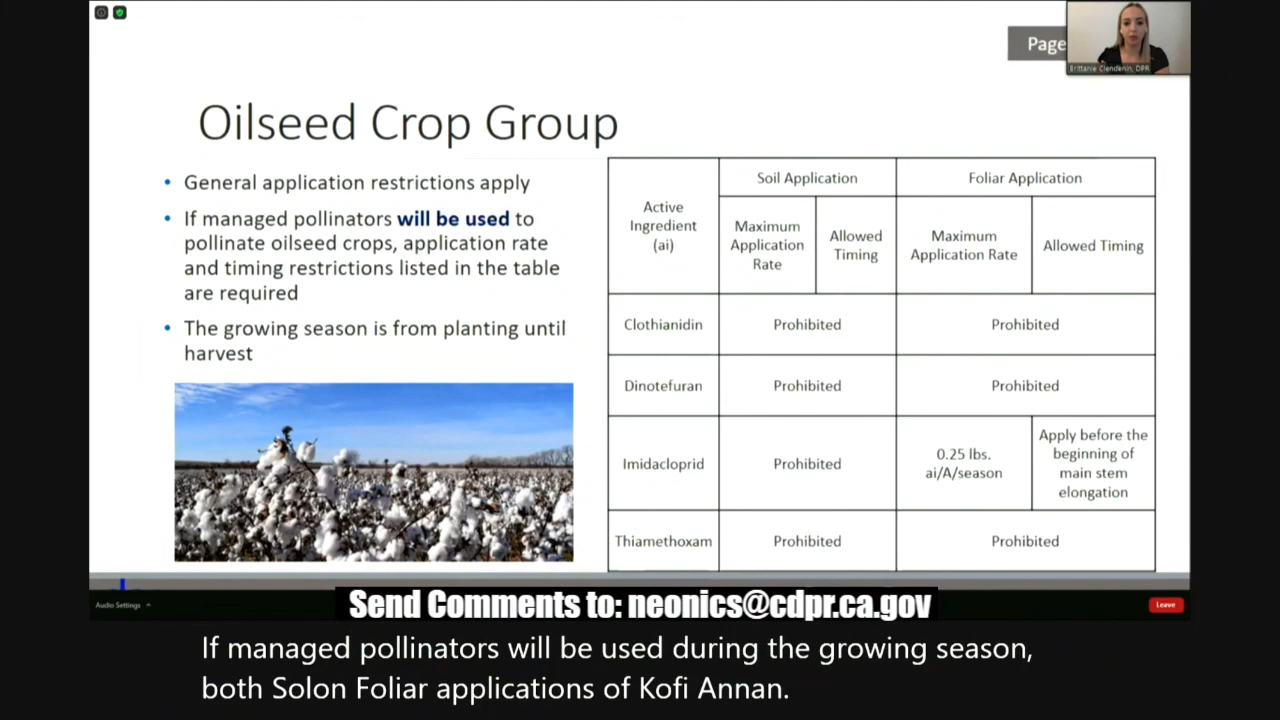 Page
Brittanie Clendenin, DPR
Oilseed Crop Group
• General application restrictions apply
• If managed pollinators will be used to
pollinate oilseed crops, application rate
and timing restrictions listed in the table
are required
• The growing season is from planting until
harvest
Active
Ingredient
(ai)
Soil Application
Foliar Application
Maximum
Application
Rate
Allowed
Timing
Maximum
Application Rate
Allowed Timing
Clothianidin
Prohibited
Prohibited
Dinotefuran
Prohibited
Prohibited
Imidacloprid
Prohibited
0.25 lbs.
ai/A/season
Apply before the
beginning of
main stem
elongation
Thiamethoxam
Prohibited
Prohibited
Audio Settings
Leave
Send Comments to: neonics@cdpr.ca.gov
If managed pollinators will be used during the growing season,
both Solon Foliar applications of Kofi Annan.